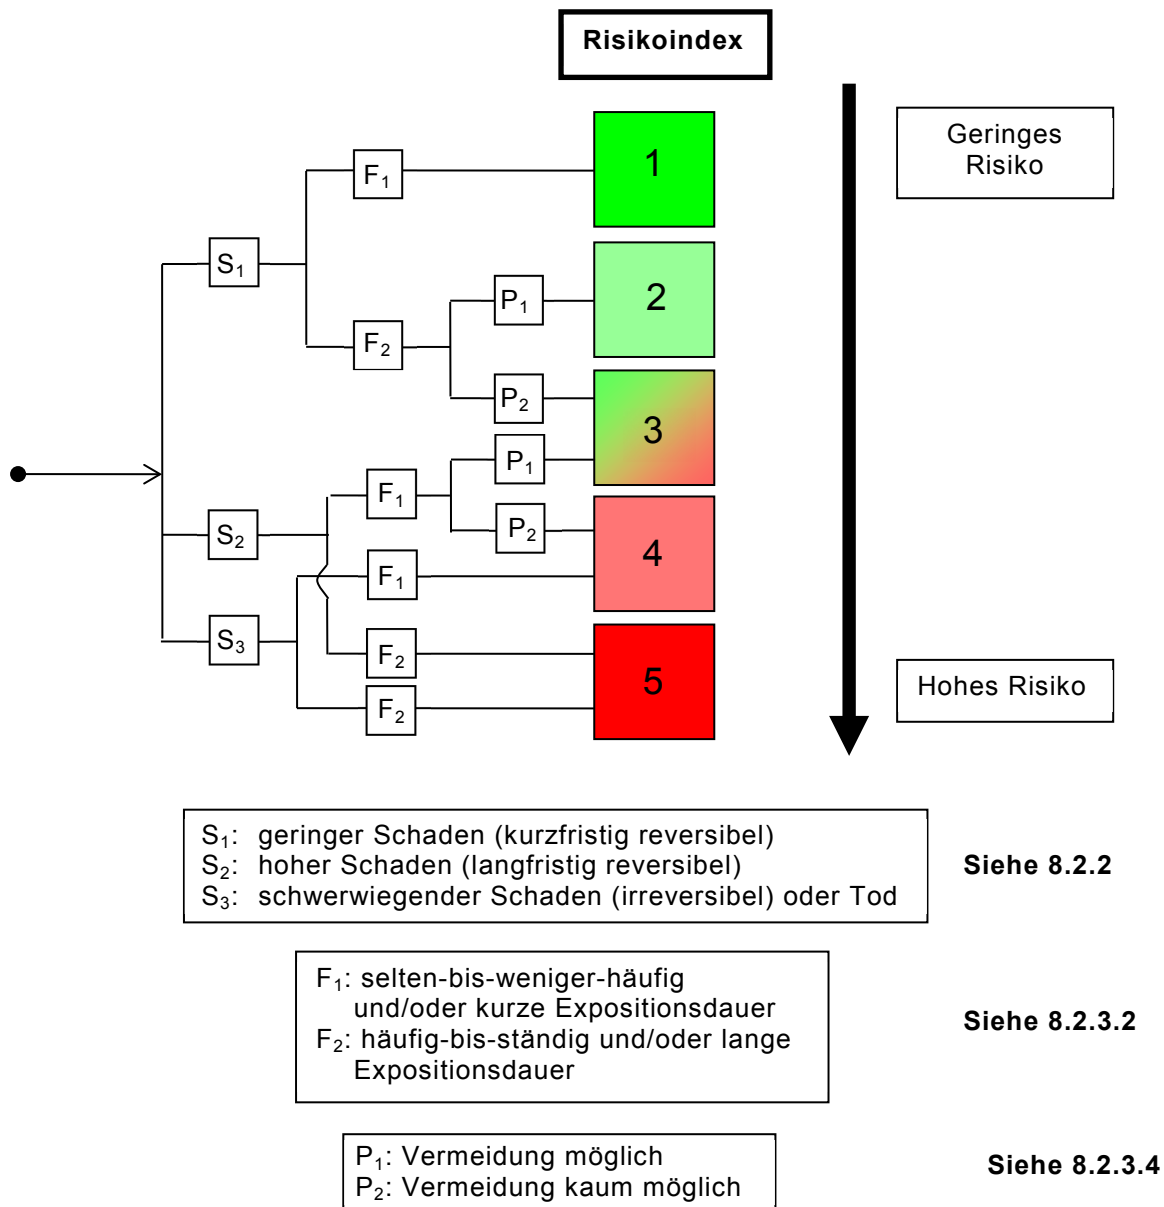 Risikoindex
Geringes
Risiko
1
F₁
S₁
P₁
2
F₂
P₂
3
P₁
F₁
S₂
P₂
4
F₁
S₃
F₂
5
Hohes Risiko
F₂
S₁: geringer Schaden (kurzfristig reversibel)
S₂: hoher Schaden (langfristig reversibel)
S₃: schwerwiegender Schaden (irreversibel) oder Tod
Siehe 8.2.2
F₁: selten-bis-weniger-häufig
und/oder kurze Expositionsdauer
F₂: häufig-bis-ständig und/oder lange
Expositionsdauer
Siehe 8.2.3.2
P₁: Vermeidung möglich
P₂: Vermeidung kaum möglich
Siehe 8.2.3.4